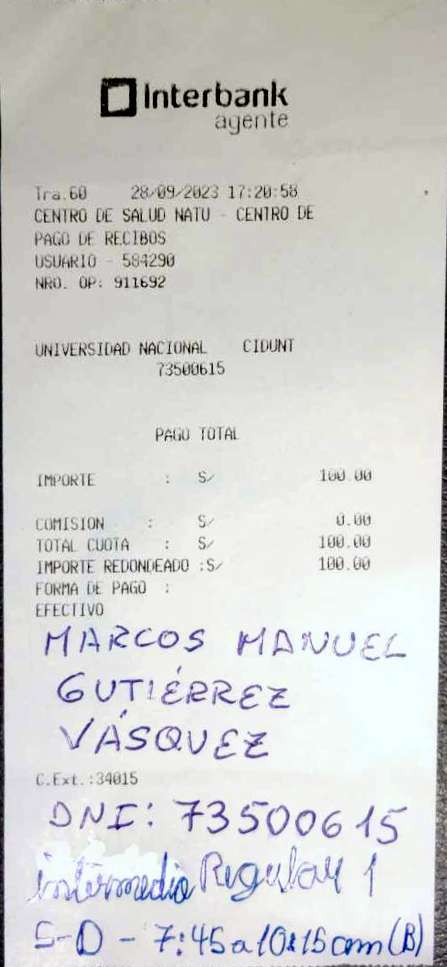 Interbank
agente
Tra.60 28/09/2023 17:20:58
CENTRO DE SALUD NATU - CENTRO DE
PAGO DE RECIBOS
USUARIO - 584290
NRO. OP: 911692
UNIVERSIDAD NACIONAL CIDUNT
73500615
PAGO TOTAL
IMPORTE : S/ 100.00
COMISION : S/ 0.00
TOTAL CUOTA : S/ 100.00
IMPORTE REDONDEADO :S/ 100.00
FORMA DE PAGO :
EFECTIVO
MARCOS MANUEL
GUTIÉRREZ
VÁSQUEZ
C.Ext.:34015
DNI: 73500615
intermedio Regular 1
S-D - 7:45 a 10:15am (B)